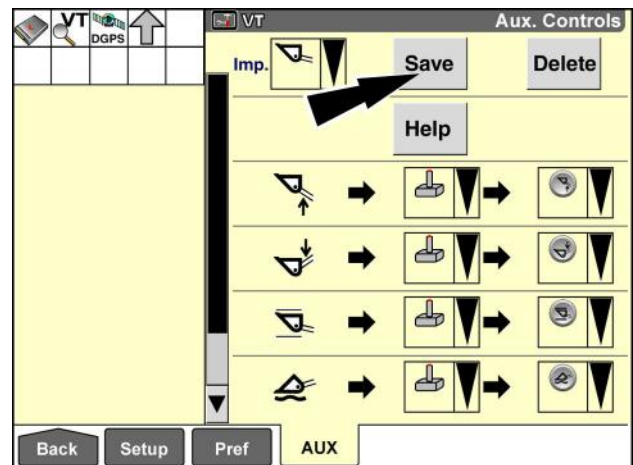 VT
DGPS
VT
Aux. Controls
Imp.
Save
Delete
Help
Back
Setup
Pref
AUX